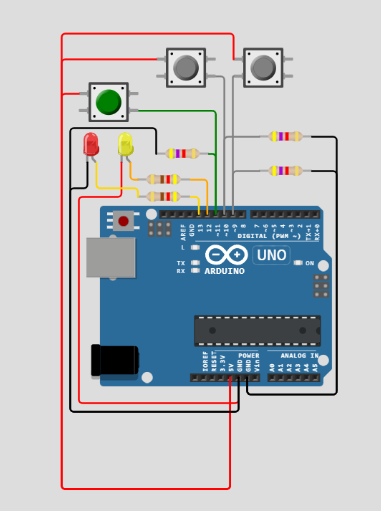 AREF
GND
13
12
~11
~10
~9
8
7
~6
~5
4
~3
2
TX→1
RX←0
DIGITAL (PWM ~)
L
TX
RX
UNO
ARDUINO
ON
POWER
ANALOG IN
IOREF
RESET
3.3V
5V
GND
GND
Vin
A0
A1
A2
A3
A4
A5